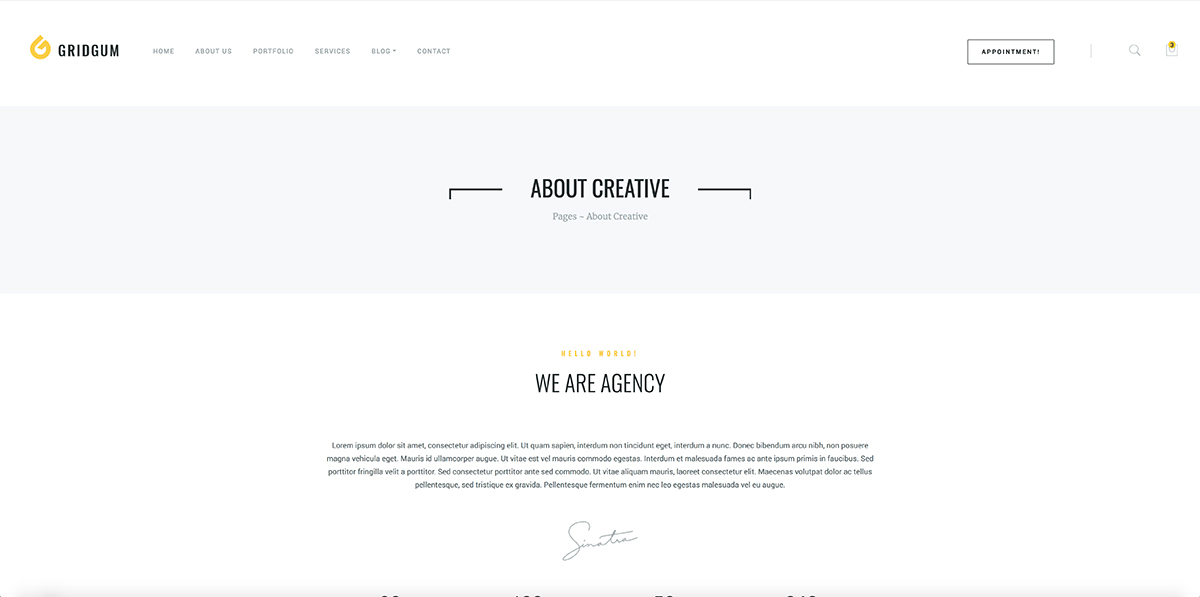 GRIDGUM
HOME ABOUT US PORTFOLIO SERVICES BLOG CONTACT
APPOINTMENT!
3
ABOUT CREATIVE
Pages ~ About Creative
HELLO WORLD!
WE ARE AGENCY
Lorem ipsum dolor sit amet, consectetur adipiscing elit. Ut quam sapien, interdum non tincidunt eget, interdum a nunc. Donec bibendum arcu nibh, non posuere
magna vehicula eget. Mauris id ullamcorper augue. Ut vitae est vel mauris commodo egestas. Interdum et malesuada fames ac ante ipsum primis in faucibus. Sed
porttitor fringilla velit a porttitor. Sed consectetur porttitor ante sed commodo. Ut vitae aliquam mauris, laoreet consectetur elit. Maecenas volutpat dolor ac tellus
pellentesque, sed tristique ex gravida. Pellentesque fermentum enim nec leo egestas malesuada vel eu augue.
Sinatra